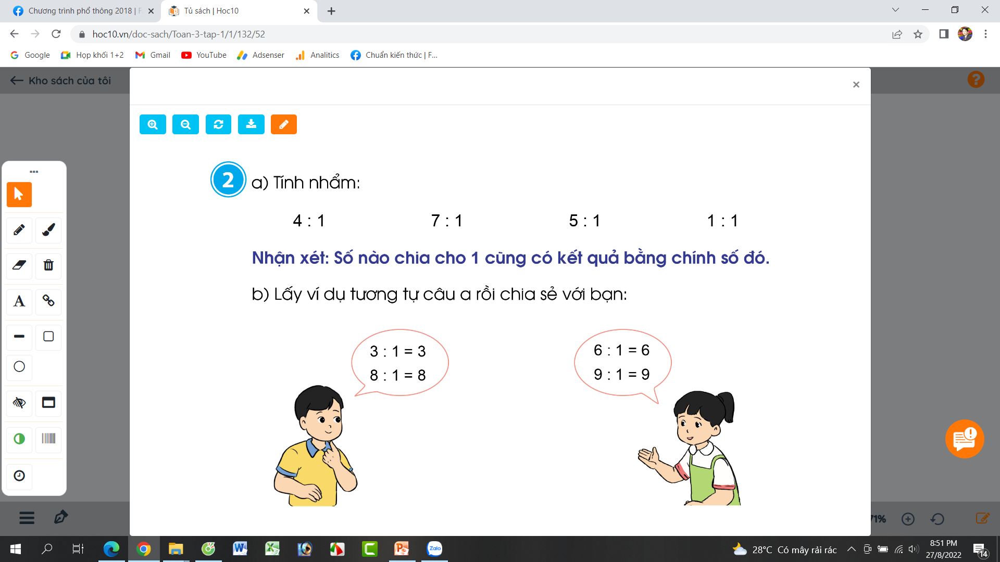 Chương trình phổ thông 2018 | F
Tủ sách | Hoc10
hoc10.vn/doc-sach/Toan-3-tap-1/1/132/52
Google
Họp khối 1+2
Gmail
YouTube
Adsenser
Analitics
Chuẩn kiến thức | F...
Kho sách của tôi
2 a) Tính nhẩm:
4 : 1 7 : 1 5 : 1 1 : 1
Nhận xét: Số nào chia cho 1 cũng có kết quả bằng chính số đó.
b) Lấy ví dụ tương tự câu a rồi chia sẻ với bạn:
3 : 1 = 3
8 : 1 = 8
6 : 1 = 6
9 : 1 = 9
71%
28°C Có mây rải rác
8:51 PM
27/8/2022
14
Zalo